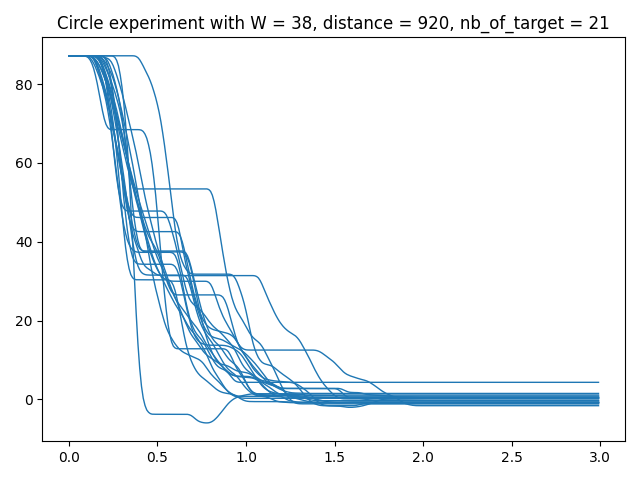 Circle experiment with W = 38, distance = 920, nb_of_target = 21
80
60
40
20
0
0.0 0.5 1.0 1.5 2.0 2.5 3.0